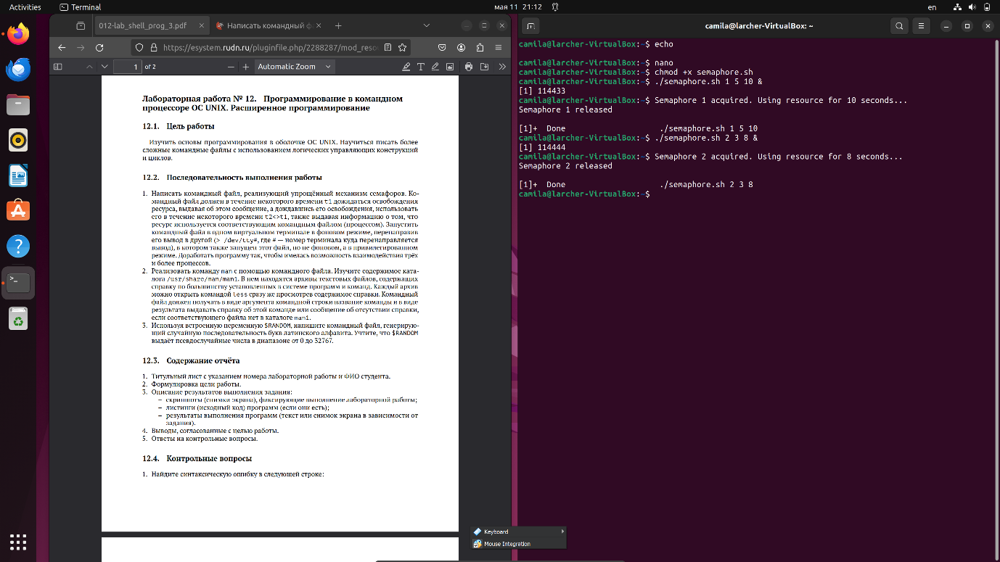 Activities
Terminal
мая 11 21:12
en
012-lab_shell_prog_3.pdf
Написать командный ф
https://esystem.rudn.ru/pluginfile.php/2288287/mod_resou
1 of 2
Automatic Zoom
Лабораторная работа № 12. Программирование в командном
процессоре ОС UNIX. Расширенное программирование
12.1. Цель работы
Изучить основы программирования в оболочке ОС UNIX. Научиться писать более
сложные командные файлы с использованием логических управляющих конструкций
и циклов.
12.2. Последовательность выполнения работы
1. Написать командный файл, реализующий упрощённый механизм семафоров. Ко-
мандный файл должен в течение некоторого времени t1 дожидаться освобождения
ресурса, выдавая об этом сообщение, а дождавшись его освобождения, использовать
его в течение некоторого времени t2<>t1, также выдавая информацию о том, что
ресурс используется соответствующим командным файлом (процессом). Запустить
командный файл в одном виртуальном терминале в фоновом режиме, перенаправив
его вывод в другой (> /dev/tty#, где # — номер терминала куда перенаправляется
вывод), в котором также запущен этот файл, но не фоновом, а в привилегированном
режиме. Доработать программу так, чтобы имелась возможность взаимодействия трёх
и более процессов.
2. Реализовать команду man с помощью командного файла. Изучите содержимое ката-
лога /usr/share/man/man1. В нем находятся архивы текстовых файлов, содержащих
справку по большинству установленных в системе программ и команд. Каждый архив
можно открыть командой less сразу же просмотрев содержимое справки. Командный
файл должен получать в виде аргумента командной строки название команды и в виде
результата выдавать справку об этой команде или сообщение об отсутствии справки,
если соответствующего файла нет в каталоге man1.
3. Используя встроенную переменную $RANDOM, напишите командный файл, генерирую-
щий случайную последовательность букв латинского алфавита. Учтите, что $RANDOM
выдаёт псевдослучайные числа в диапазоне от 0 до 32767.
12.3. Содержание отчёта
1. Титульный лист с указанием номера лабораторной работы и ФИО студента.
2. Формулировка цели работы.
3. Описание результатов выполнения задания:
– скриншоты (снимки экрана), фиксирующие выполнение лабораторной работы;
– листинги (исходный код) программ (если они есть);
– результаты выполнения программ (текст или снимок экрана в зависимости от
задания).
4. Выводы, согласованные с целью работы.
5. Ответы на контрольные вопросы.
12.4. Контрольные вопросы
1. Найдите синтаксическую ошибку в следующей строке:
Keyboard
Mouse Integration
camila@larcher-VirtualBox: ~
camila@larcher-VirtualBox:~$ echo
camila@larcher-VirtualBox:~$ nano
camila@larcher-VirtualBox:~$ chmod +x semaphore.sh
camila@larcher-VirtualBox:~$ ./semaphore.sh 1 5 10 &
[1] 114433
camila@larcher-VirtualBox:~$ Semaphore 1 acquired. Using resource for 10 seconds...
Semaphore 1 released
[1]+ Done ./semaphore.sh 1 5 10
camila@larcher-VirtualBox:~$ ./semaphore.sh 2 3 8 &
[1] 114444
camila@larcher-VirtualBox:~$ Semaphore 2 acquired. Using resource for 8 seconds...
Semaphore 2 released
[1]+ Done ./semaphore.sh 2 3 8
camila@larcher-VirtualBox:~$